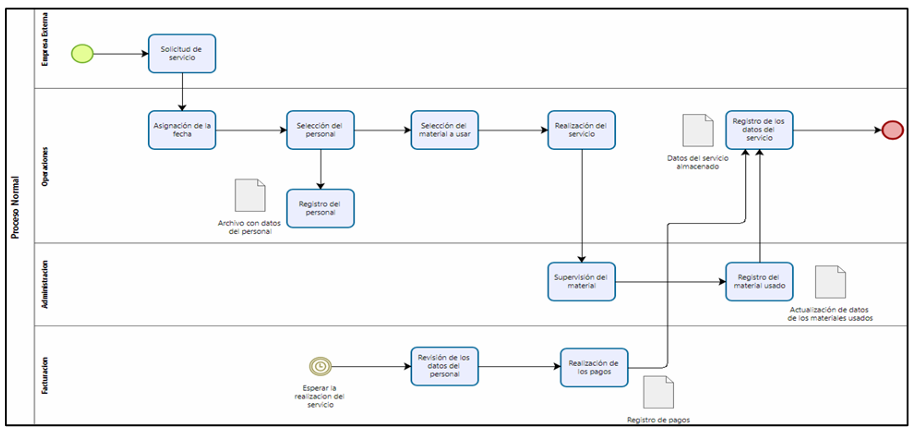 Proceso Normal
Empresa Externa
Solicitud de
servicio
Operaciones
Asignación de la
fecha
Selección del
personal
Selección del
material a usar
Realización del
servicio
Registro de los
datos del
servicio
Datos del servicio
almacenado
Archivo con datos
del personal
Registro del
personal
Administracion
Supervisión del
material
Registro del
material usado
Actualización de datos
de los materiales usados
Facturacion
Esperar la
realizacion del
servicio
Revisión de los
datos del
personal
Realización de
los pagos
Registro de pagos